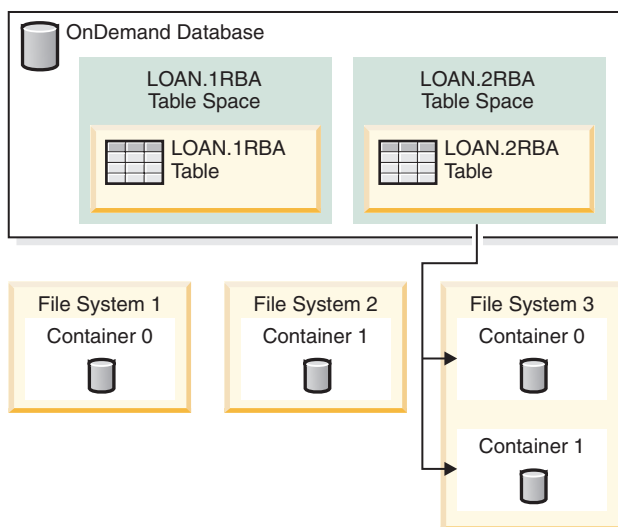 OnDemand Database
LOAN.1RBA
Table Space
LOAN.1RBA
Table
LOAN.2RBA
Table Space
LOAN.2RBA
Table
File System 1
Container 0
File System 2
Container 1
File System 3
Container 0
Container 1